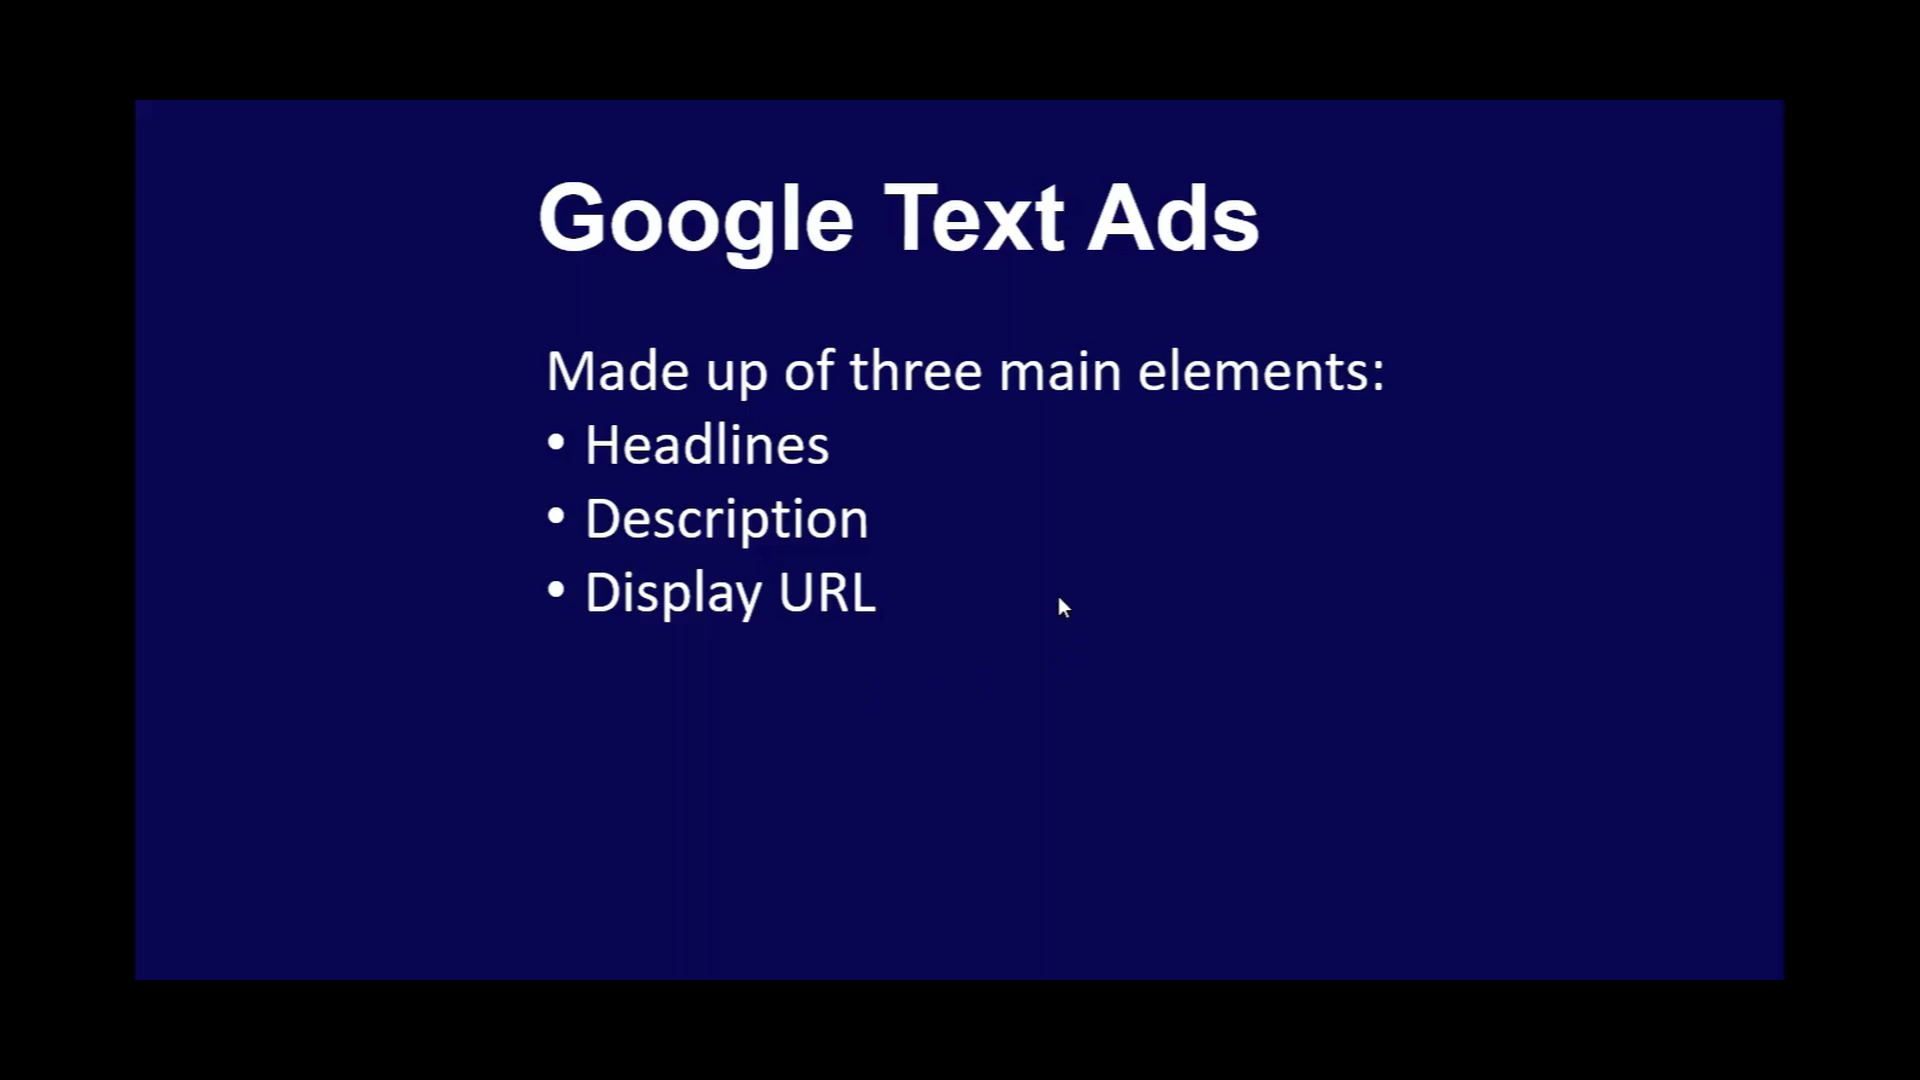 Google Text Ads
Made up of three main elements:
• Headlines
• Description
• Display URL